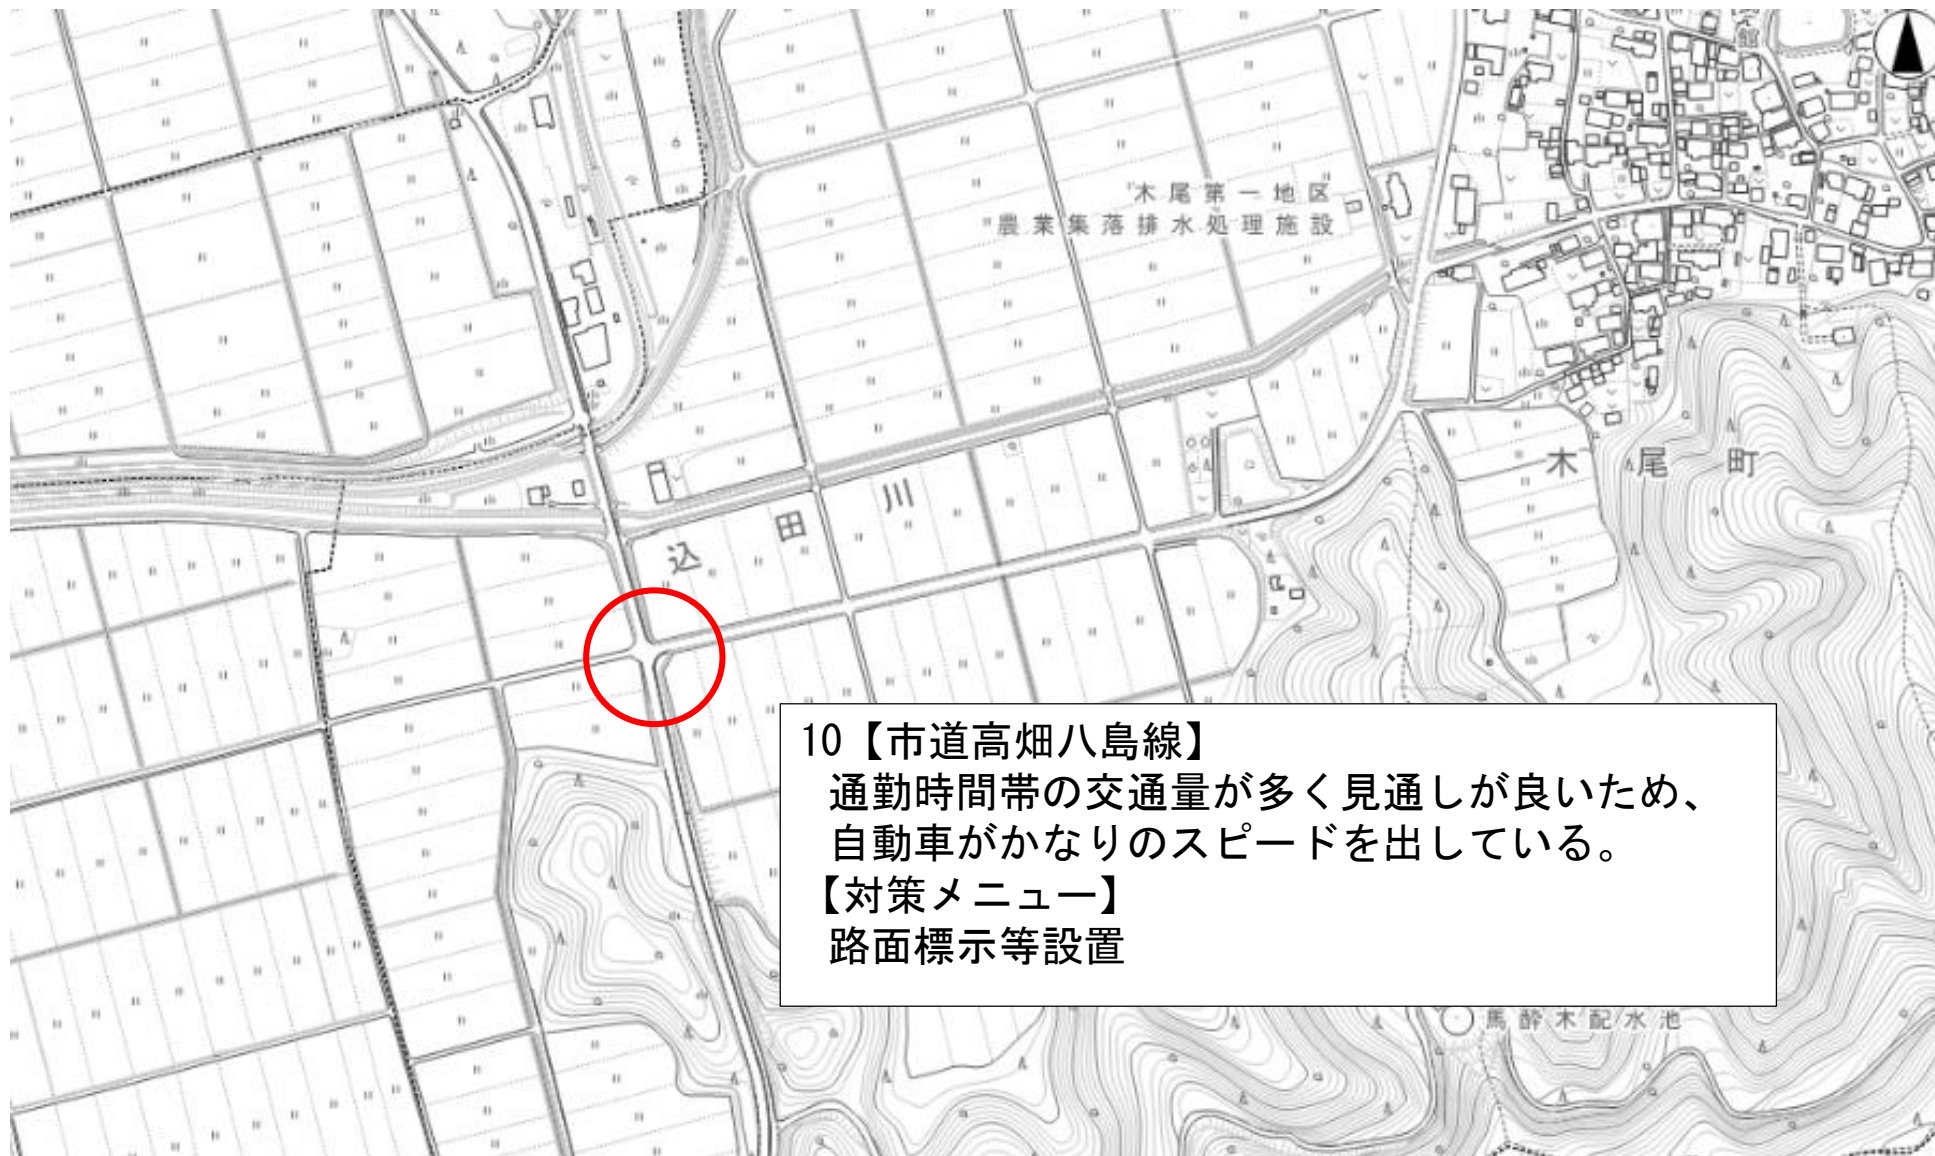 館
木尾第一地区
農業集落排水処理施設
木尾町
込田川
10【市道高畑八島線】
通勤時間帯の交通量が多く見通しが良いため、
自動車がかなりのスピードを出している。
【対策メニュー】
路面標示等設置
馬酔木配水池